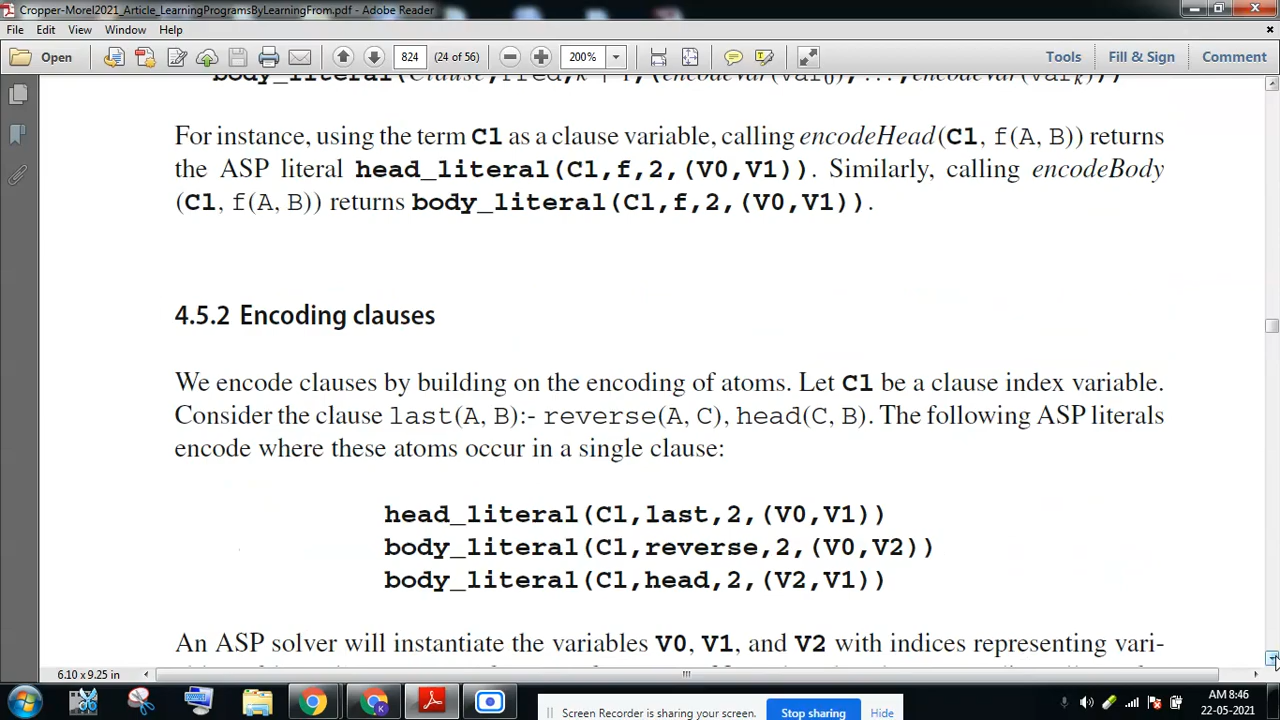 Cropper-Morel2021_Article_LearningProgramsByLearningFrom.pdf - Adobe Reader
File Edit View Window Help
Open 824 (24 of 56) 200% Tools Fill & Sign Comment
For instance, using the term Cl as a clause variable, calling encodeHead(Cl, f(A, B)) returns
the ASP literal head_literal(Cl,f,2,(V0,V1)). Similarly, calling encodeBody
(Cl, f(A, B)) returns body_literal(Cl,f,2,(V0,V1)).
4.5.2 Encoding clauses
We encode clauses by building on the encoding of atoms. Let Cl be a clause index variable.
Consider the clause last(A, B):- reverse(A, C), head(C, B). The following ASP literals
encode where these atoms occur in a single clause:
head_literal(Cl,last,2,(V0,V1))
body_literal(Cl,reverse,2,(V0,V2))
body_literal(Cl,head,2,(V2,V1))
An ASP solver will instantiate the variables V0, V1, and V2 with indices representing vari-
6.10 x 9.25 in
Screen Recorder is sharing your screen. Stop sharing Hide
AM 8:46
22-05-2021